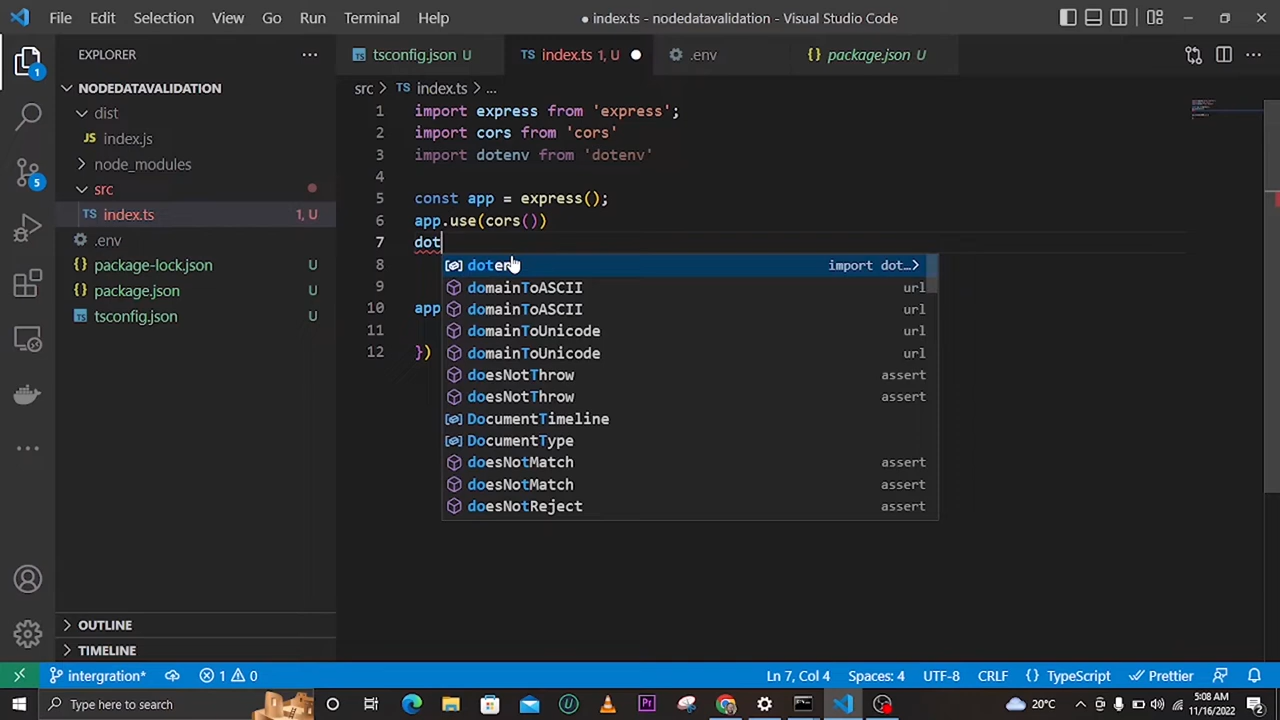 File Edit Selection View Go Run Terminal Help
● index.ts - nodedatavalidation - Visual Studio Code
EXPLORER ...
tsconfig.json U
index.ts 1, U ●
.env
package.json U
1
NODEDATAVALIDATION
dist
index.js
node_modules
src
index.ts 1, U
.env
package-lock.json U
package.json U
tsconfig.json U
5
src > TS index.ts > ...
1 import express from 'express';
2 import cors from 'cors'
3 import dotenv from 'dotenv'
4
5 const app = express();
6 app.use(cors())
7 dot
8
9
10 app
11
12 })
import dot…>
domainToASCII url
domainToASCII url
domainToUnicode url
domainToUnicode url
doesNotThrow assert
doesNotThrow assert
DocumentTimeline
DocumentType
doesNotMatch assert
doesNotMatch assert
doesNotReject assert
OUTLINE
TIMELINE
intergration* 1 0 Ln 7, Col 4 Spaces: 4 UTF-8 CRLF {} TypeScript Prettier
Type here to search
20°C
5:08 AM
11/16/2022